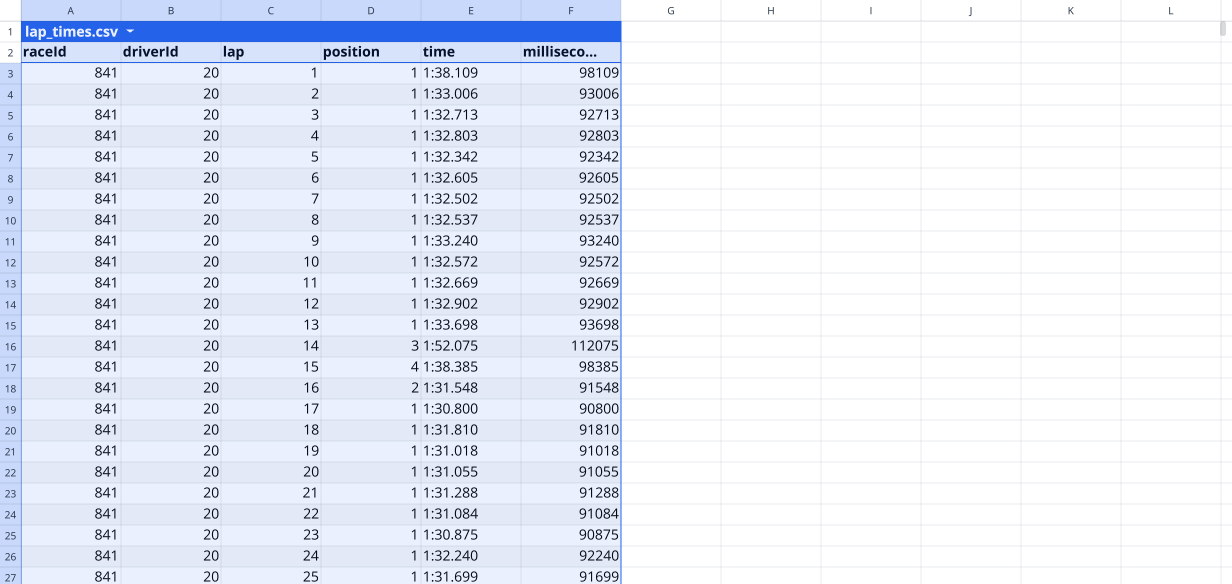 A B C D E F G H I J K L
1 lap_times.csv
2 raceId driverId lap position time milliseco...
3 841 20 1 1 1:38.109 98109
4 841 20 2 1 1:33.006 93006
5 841 20 3 1 1:32.713 92713
6 841 20 4 1 1:32.803 92803
7 841 20 5 1 1:32.342 92342
8 841 20 6 1 1:32.605 92605
9 841 20 7 1 1:32.502 92502
10 841 20 8 1 1:32.537 92537
11 841 20 9 1 1:33.240 93240
12 841 20 10 1 1:32.572 92572
13 841 20 11 1 1:32.669 92669
14 841 20 12 1 1:32.902 92902
15 841 20 13 1 1:33.698 93698
16 841 20 14 3 1:52.075 112075
17 841 20 15 4 1:38.385 98385
18 841 20 16 2 1:31.548 91548
19 841 20 17 1 1:30.800 90800
20 841 20 18 1 1:31.810 91810
21 841 20 19 1 1:31.018 91018
22 841 20 20 1 1:31.055 91055
23 841 20 21 1 1:31.288 91288
24 841 20 22 1 1:31.084 91084
25 841 20 23 1 1:30.875 90875
26 841 20 24 1 1:32.240 92240
27 841 20 25 1 1:31.699 91699